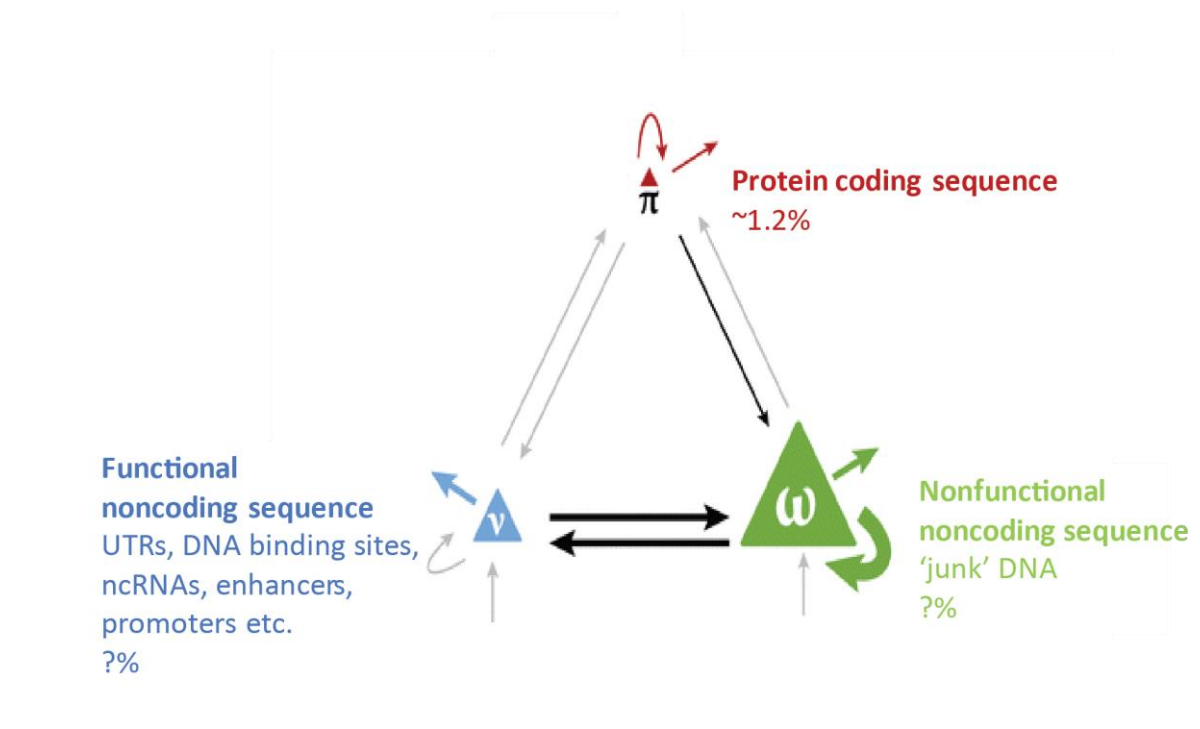 π
Protein coding sequence
~1.2%
Functional
noncoding sequence
UTRs, DNA binding sites,
ncRNAs, enhancers,
promoters etc.
?%
ν
ω
Nonfunctional
noncoding sequence
‘junk’ DNA
?%